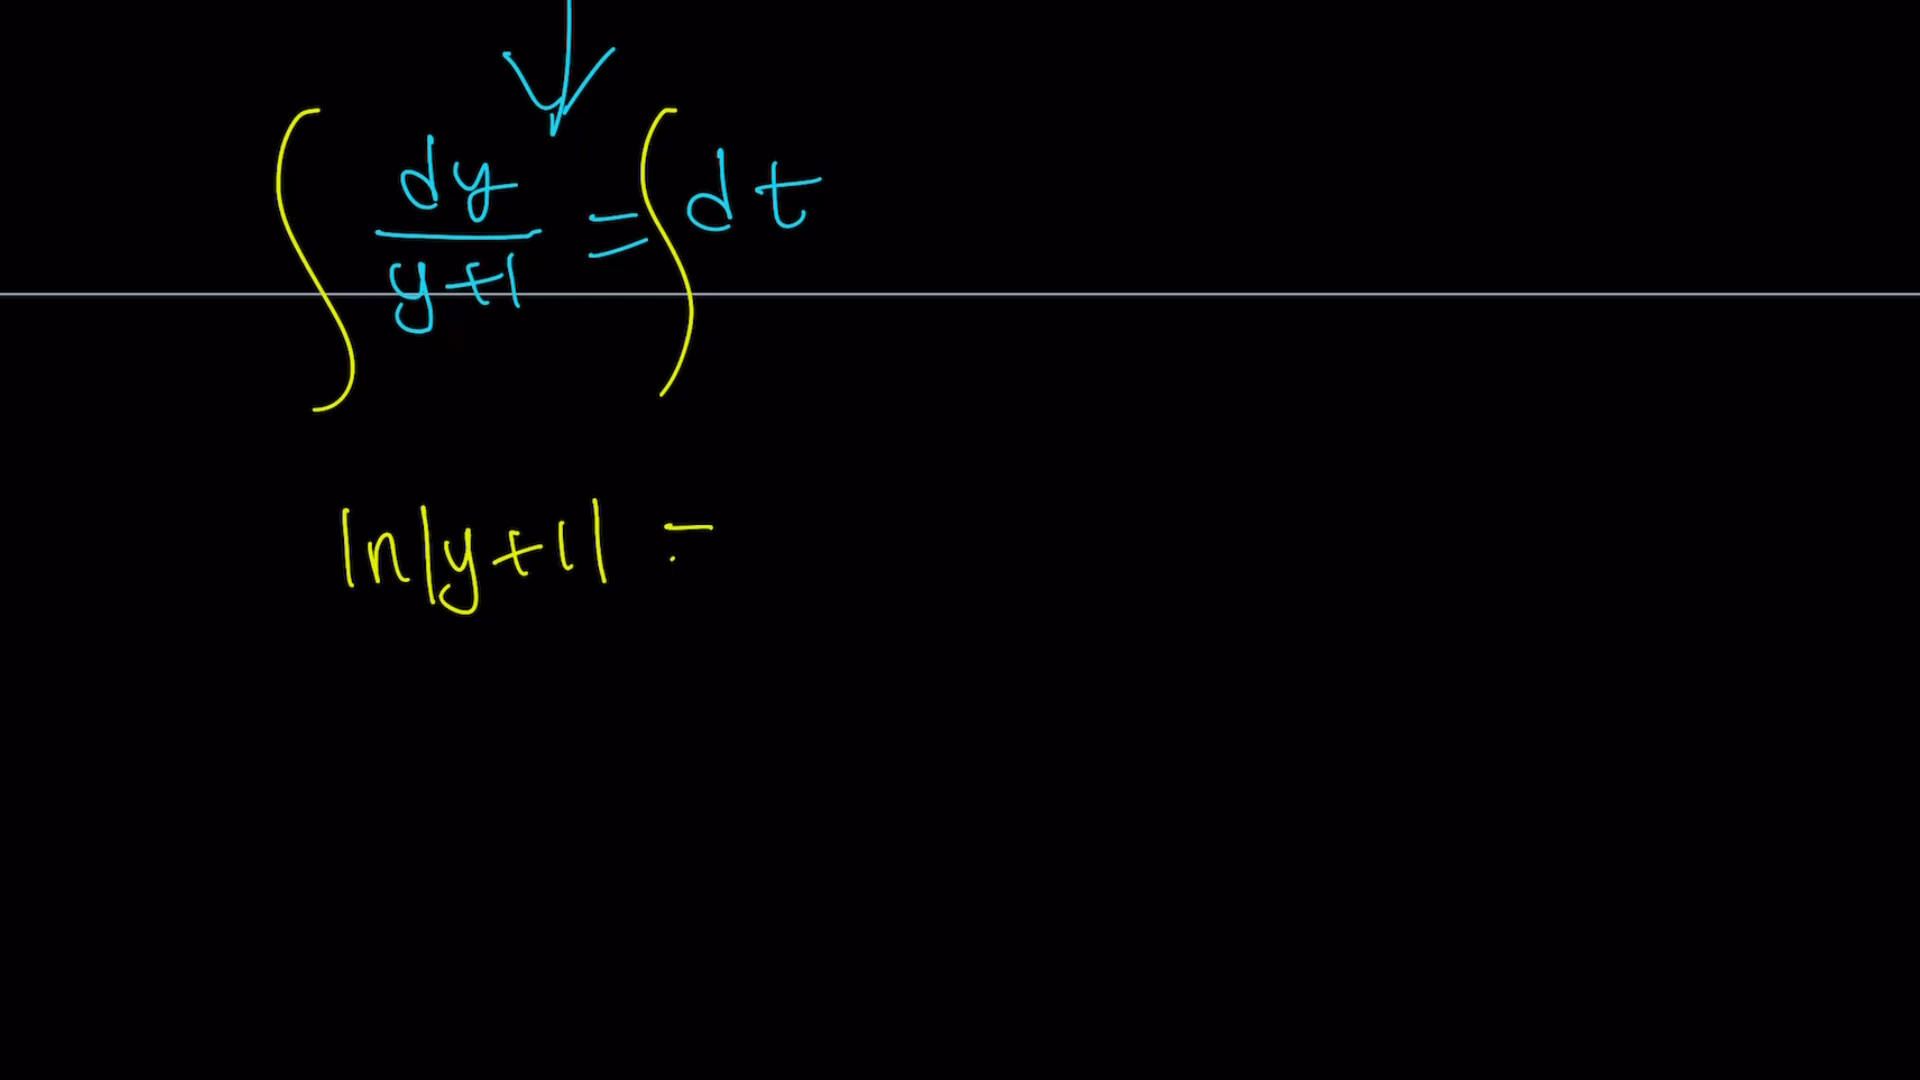 ∫ dy/(y+1) = ∫ dt
ln|y+1| =